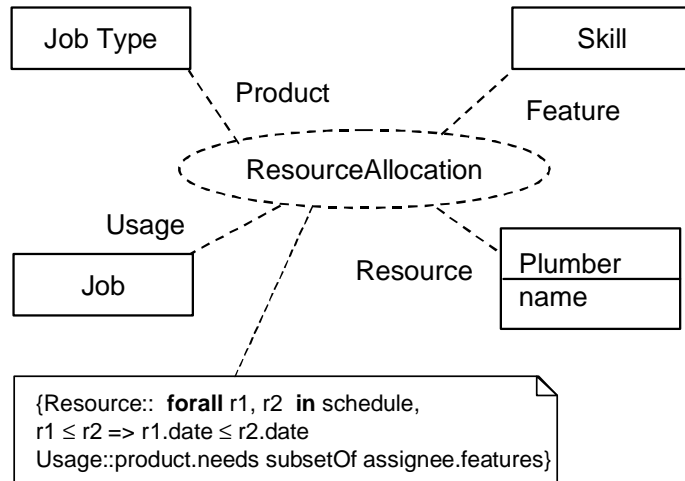 Job Type
Skill
Product
Feature
ResourceAllocation
Usage
Resource
Job
Plumber
name
{Resource:: forall r1, r2 in schedule,
r1 ≤ r2 => r1.date ≤ r2.date
Usage::product.needs subsetOf assignee.features}